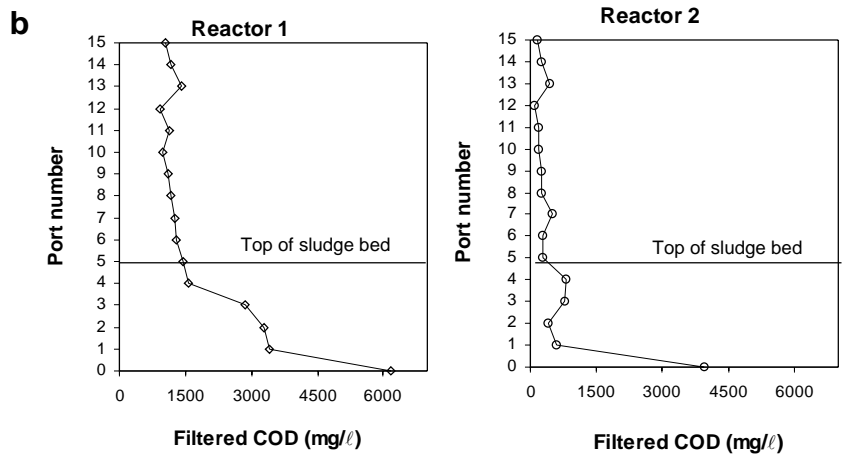 b
Reactor 1
15
14
13
12
11
10
9
8
7
6
5
4
3
2
1
0
Port number
Top of sludge bed
0 1500 3000 4500 6000
Filtered COD (mg/ℓ)
Reactor 2
15
14
13
12
11
10
9
8
7
6
5
4
3
2
1
0
Port number
Top of sludge bed
0 1500 3000 4500 6000
Filtered COD (mg/ℓ)